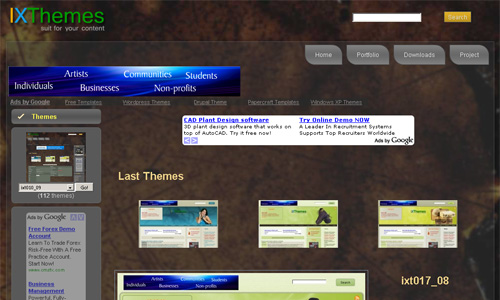 IXThemes
suit for your content
Search
Home Portfolio Downloads Project
Artists Communities Students
Individuals Businesses Non-profits
Ads by Google Free Templates Wordpress Themes Drupal Theme Papercraft Templates Windows XP Themes
Themes
CAD Plant Design software
3D plant design software that works on
top of AutoCAD. Try it free now!
Try Online Demo NOW
A Leader In Recruitment Systems
Supports Top Recruiters Worldwide
Ads by Google
ixt000_09 Go!
(112 themes)
Last Themes
Ads by Google
Free Forex Demo
Account
Learn To Trade Forex
Risk-Free With A Free
Practice Account
Start Now!
Business
Management
Powerful, Fully-
Artists Communities Students
Individuals Businesses Non-profits
ixt017_08